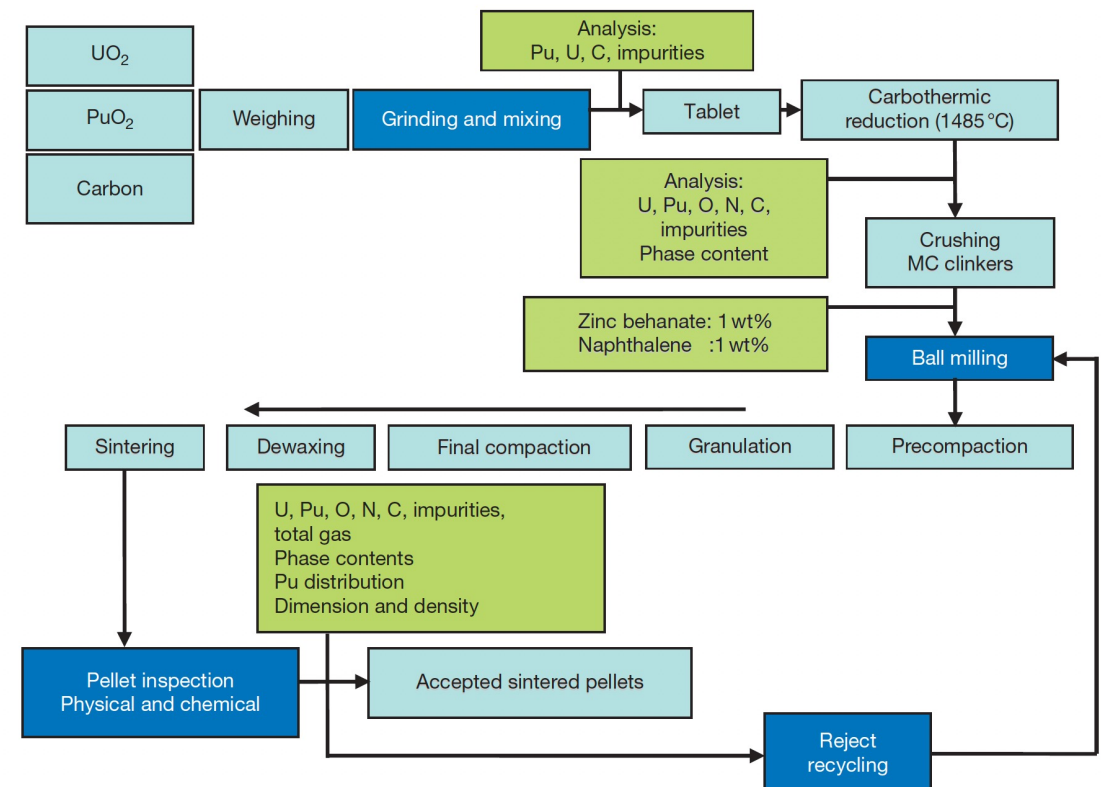 UO₂
PuO₂
Carbon
Weighing
Grinding and mixing
Analysis:
Pu, U, C, impurities
Tablet
Carbothermic
reduction (1485 °C)
Analysis:
U, Pu, O, N, C,
impurities
Phase content
Crushing
MC clinkers
Zinc behanate: 1 wt%
Naphthalene :1 wt%
Ball milling
Sintering
Dewaxing
Final compaction
Granulation
Precompaction
U, Pu, O, N, C, impurities,
total gas
Phase contents
Pu distribution
Dimension and density
Pellet inspection
Physical and chemical
Accepted sintered pellets
Reject
recycling